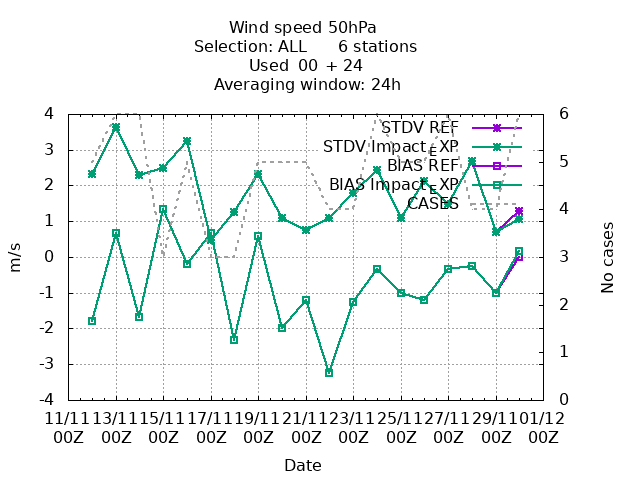 Wind speed 50hPa
Selection: ALL 6 stations
Used 00 + 24
Averaging window: 24h
4 6
STDV REF
STDV Impact_EXP
3 5
BIAS REF
BIAS Impact_EXP
2 4
CASES
1
0 3
-1 2
-2 1
-3
-4 0
m/s
No cases
11/11 13/11 15/11 17/11 19/11 21/11 23/11 25/11 27/11 29/11 01/12
00Z 00Z 00Z 00Z 00Z 00Z 00Z 00Z 00Z 00Z 00Z
Date